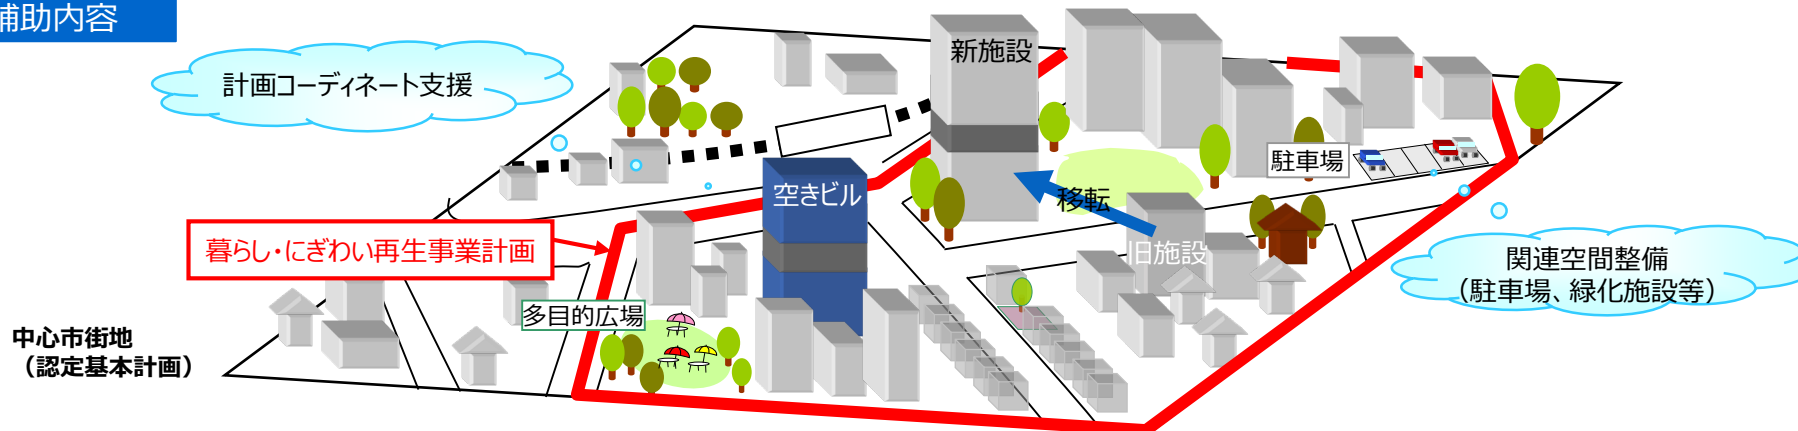 補助内容
計画コーディネート支援
新施設
駐車場
空きビル
移転
旧施設
暮らし・にぎわい再生事業計画
関連空間整備
（駐車場、緑化施設等）
多目的広場
中心市街地
（認定基本計画）